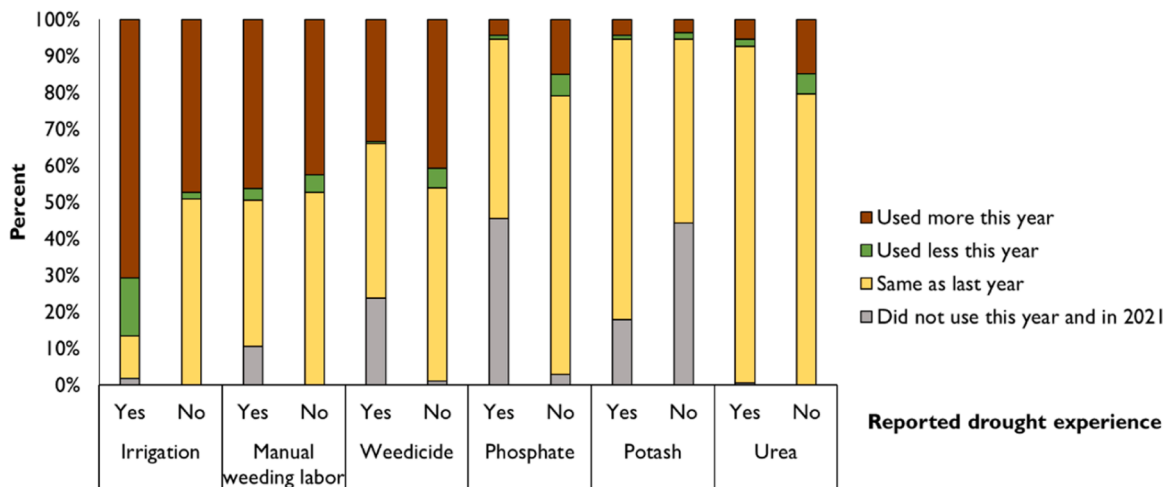 100%
90%
80%
70%
60%
50%
40%
30%
20%
10%
0%
Percent
Used more this year
Used less this year
Same as last year
Did not use this year and in 2021
Yes No Yes No Yes No Yes No Yes No Yes No
Reported drought experience
Irrigation Manual Weedicide Phosphate Potash Urea
weeding labor